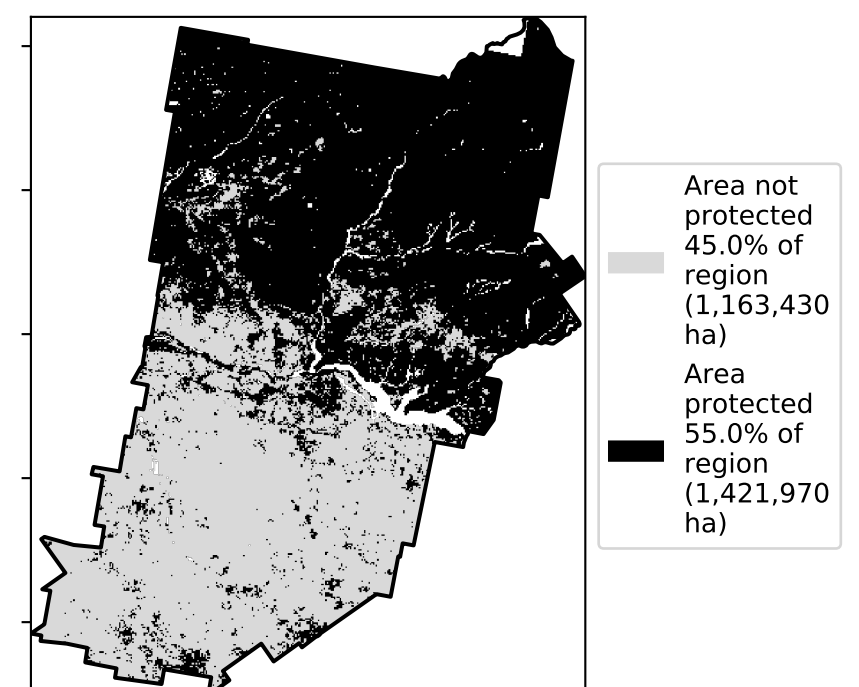 Area not
protected
45.0% of
region
(1,163,430
ha)
Area
protected
55.0% of
region
(1,421,970
ha)